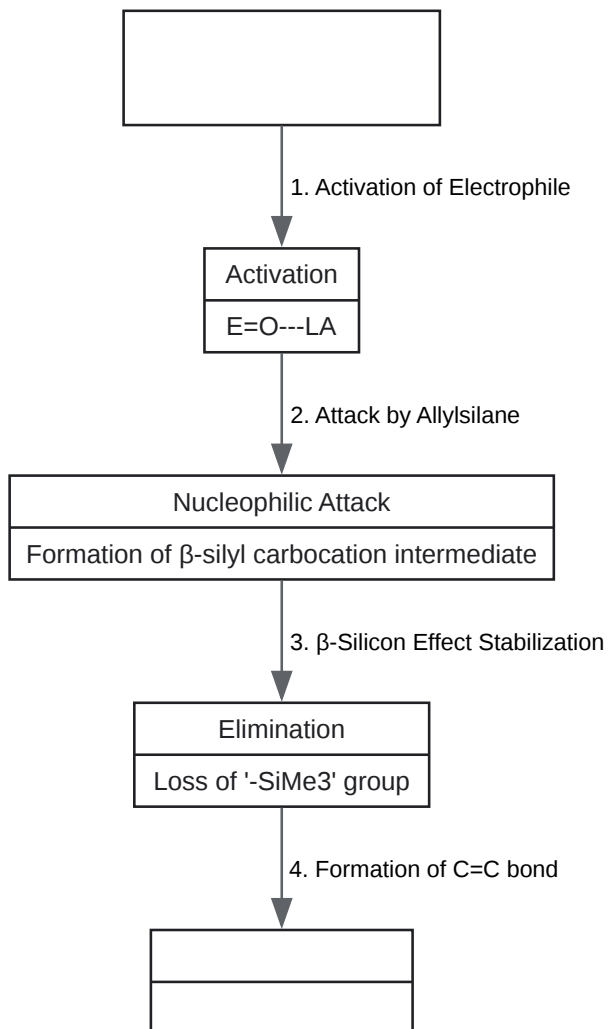 1. Activation of Electrophile
Activation
E=O---LA
2. Attack by Allylsilane
Nucleophilic Attack
Formation of β-silyl carbocation intermediate
3. β-Silicon Effect Stabilization
Elimination
Loss of '-SiMe3' group
4. Formation of C=C bond